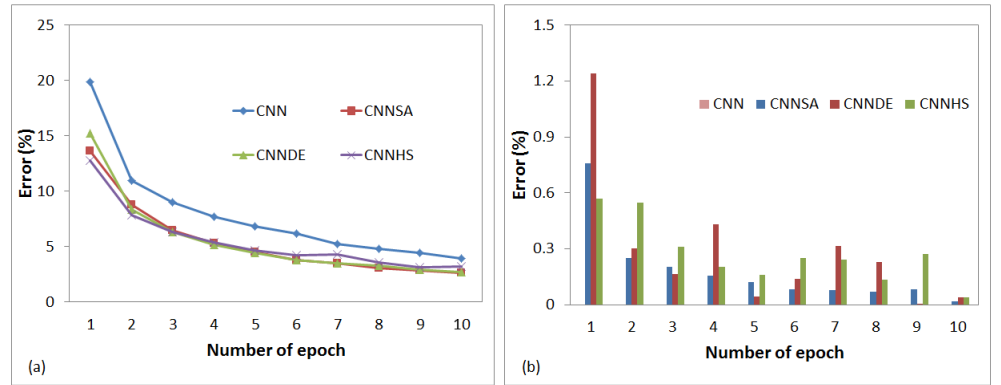 25
20
15
10
5
0
Error (%)
CNN
CNNSA
CNNDE
CNNHS
1 2 3 4 5 6 7 8 9 10
Number of epoch
(a)
1.5
1.2
0.9
0.6
0.3
0
Error (%)
CNN CNNSA CNNDE CNNHS
1 2 3 4 5 6 7 8 9 10
Number of epoch
(b)